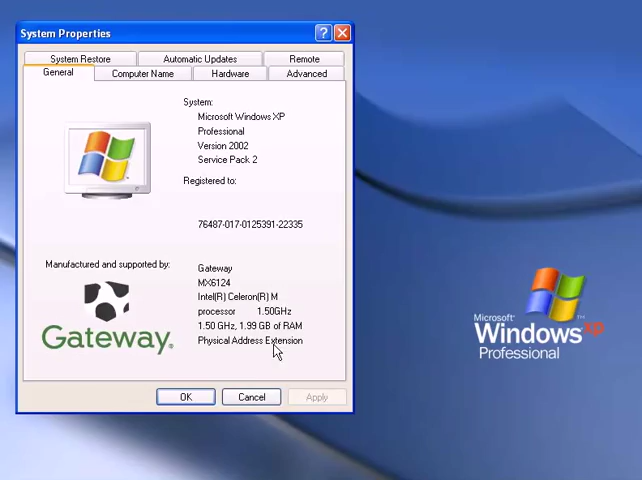 System Properties
System Restore
Automatic Updates
Remote
General
Computer Name
Hardware
Advanced
System:
Microsoft Windows XP
Professional
Version 2002
Service Pack 2
Registered to:
76487-017-0125391-22335
Manufactured and supported by:
Gateway
MX6124
Intel(R) Celeron(R) M
processor 1.50GHz
1.50 GHz, 1.99 GB of RAM
Physical Address Extension
Gateway.
OK
Cancel
Apply
Microsoft®
Windows xp
Professional